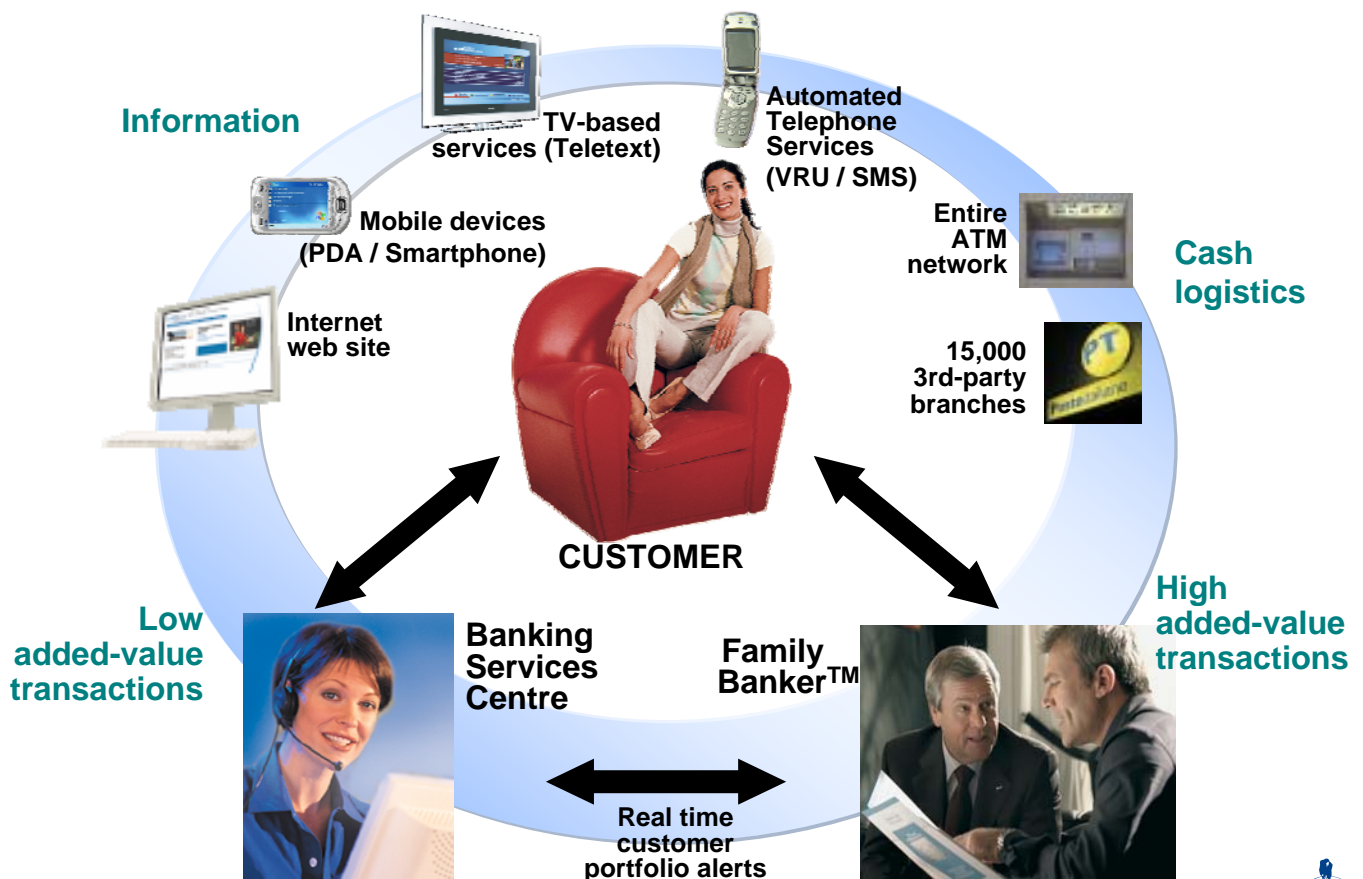 Information
TV-based
services (Teletext)
Automated
Telephone
Services
(VRU / SMS)
Mobile devices
(PDA / Smartphone)
Entire
ATM
network
Cash
logistics
Internet
web site
15,000
3rd-party
branches
PT
Posteitaliane
CUSTOMER
Low
added-value
transactions
Banking
Services
Centre
Family
Banker™
High
added-value
transactions
Real time
customer
portfolio alerts